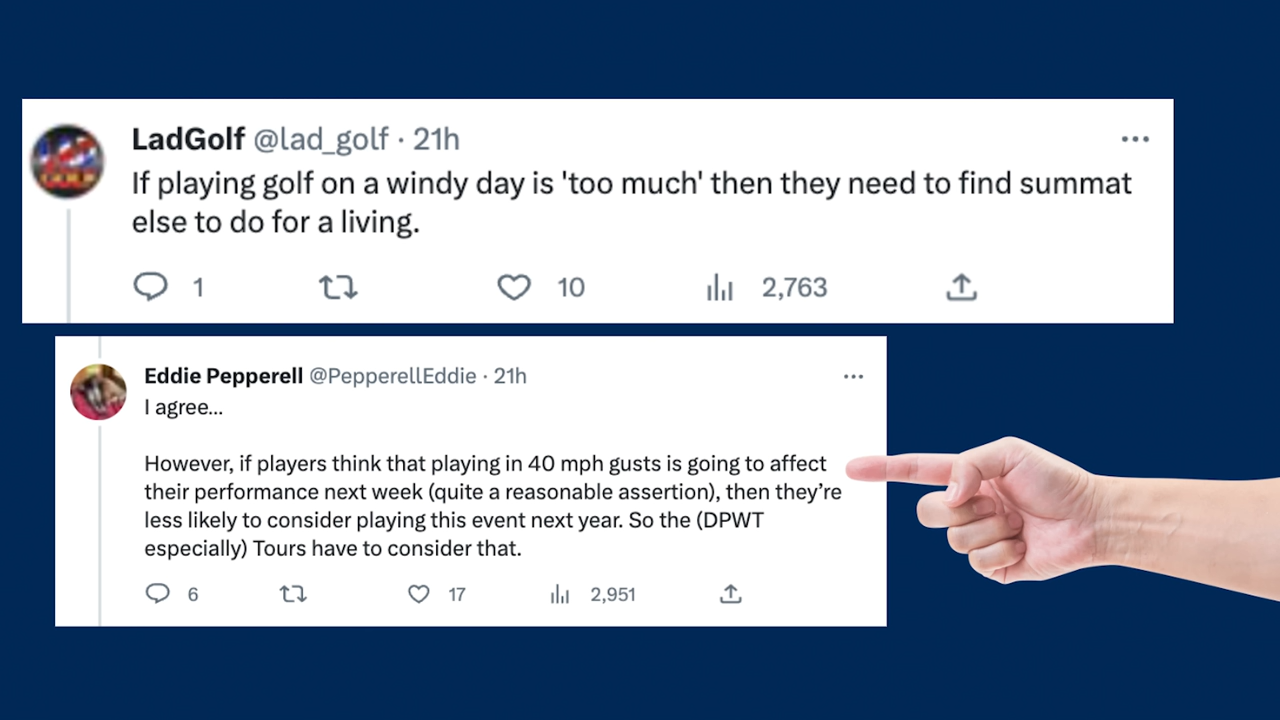 LadGolf @lad_golf · 21h
If playing golf on a windy day is 'too much' then they need to find summat
else to do for a living.
1 10 2,763
Eddie Pepperell @PepperellEddie · 21h
I agree...
However, if players think that playing in 40 mph gusts is going to affect
their performance next week (quite a reasonable assertion), then they’re
less likely to consider playing this event next year. So the (DPWT
especially) Tours have to consider that.
6 17 2,951